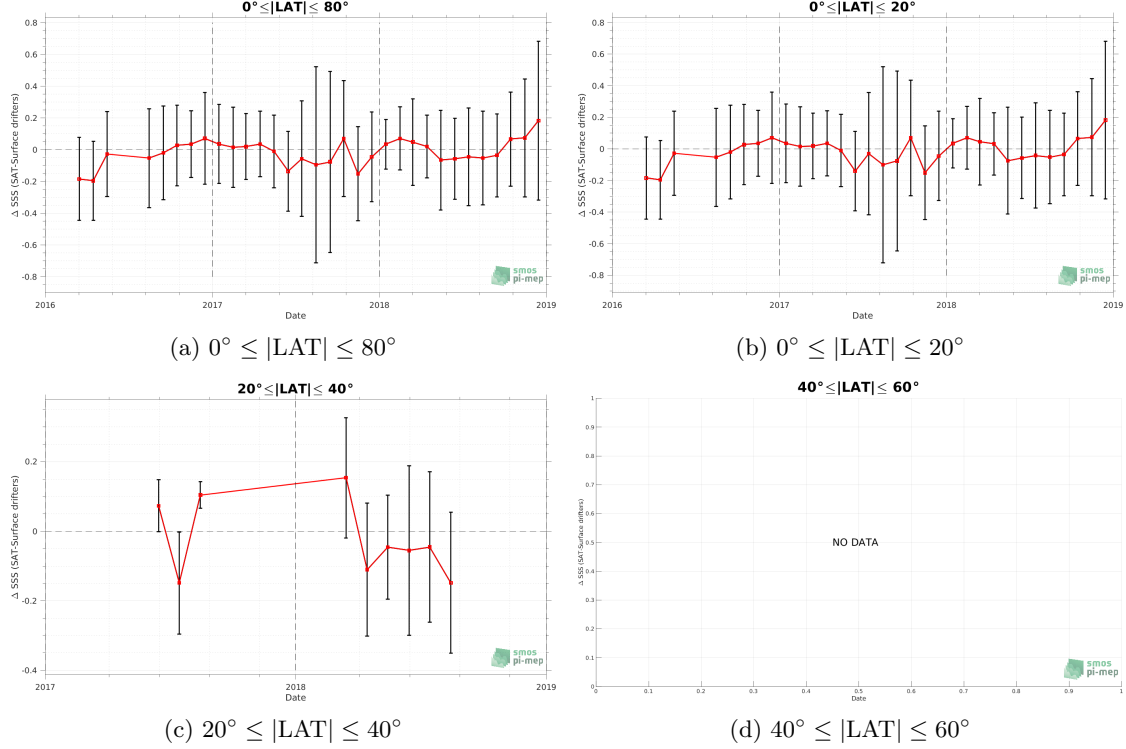 0°≤|LAT|≤ 80°
0.8
0.6
0.4
0.2
0
-0.2
-0.4
-0.6
-0.8
Δ SSS (SAT-Surface drifters)
2016
2017
2018
2019
Date
smos
pi-mep
(a) 0° ≤ |LAT| ≤ 80°
0°≤|LAT|≤ 20°
0.8
0.6
0.4
0.2
0
-0.2
-0.4
-0.6
-0.8
Δ SSS (SAT-Surface drifters)
2016
2017
2018
2019
Date
smos
pi-mep
(b) 0° ≤ |LAT| ≤ 20°
20°≤|LAT|≤ 40°
0.2
0
-0.2
-0.4
Δ SSS (SAT-Surface drifters)
2017
2018
2019
Date
smos
pi-mep
(c) 20° ≤ |LAT| ≤ 40°
40°≤|LAT|≤ 60°
1
0.9
0.8
0.7
0.6
0.5
0.4
0.3
0.2
0.1
0
Δ SSS (SAT-Surface drifters)
NO DATA
0 0.1 0.2 0.3 0.4 0.5 0.6 0.7 0.8 0.9 1
Date
smos
pi-mep
(d) 40° ≤ |LAT| ≤ 60°